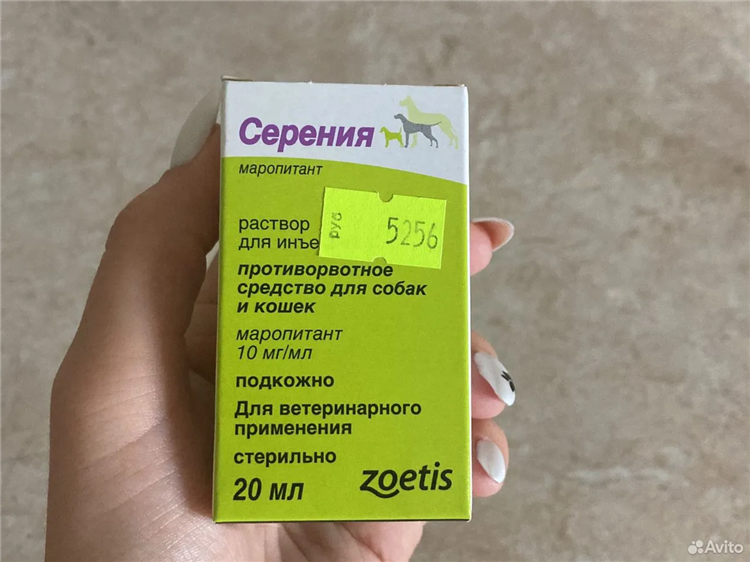 Серения
маропитант
раствор
для инъе
руб
5256
противорвотное
средство для собак
и кошек
маропитант
10 мг/мл
подкожно
Для ветеринарного
применения
стерильно
20 мл
zoetis
Avito